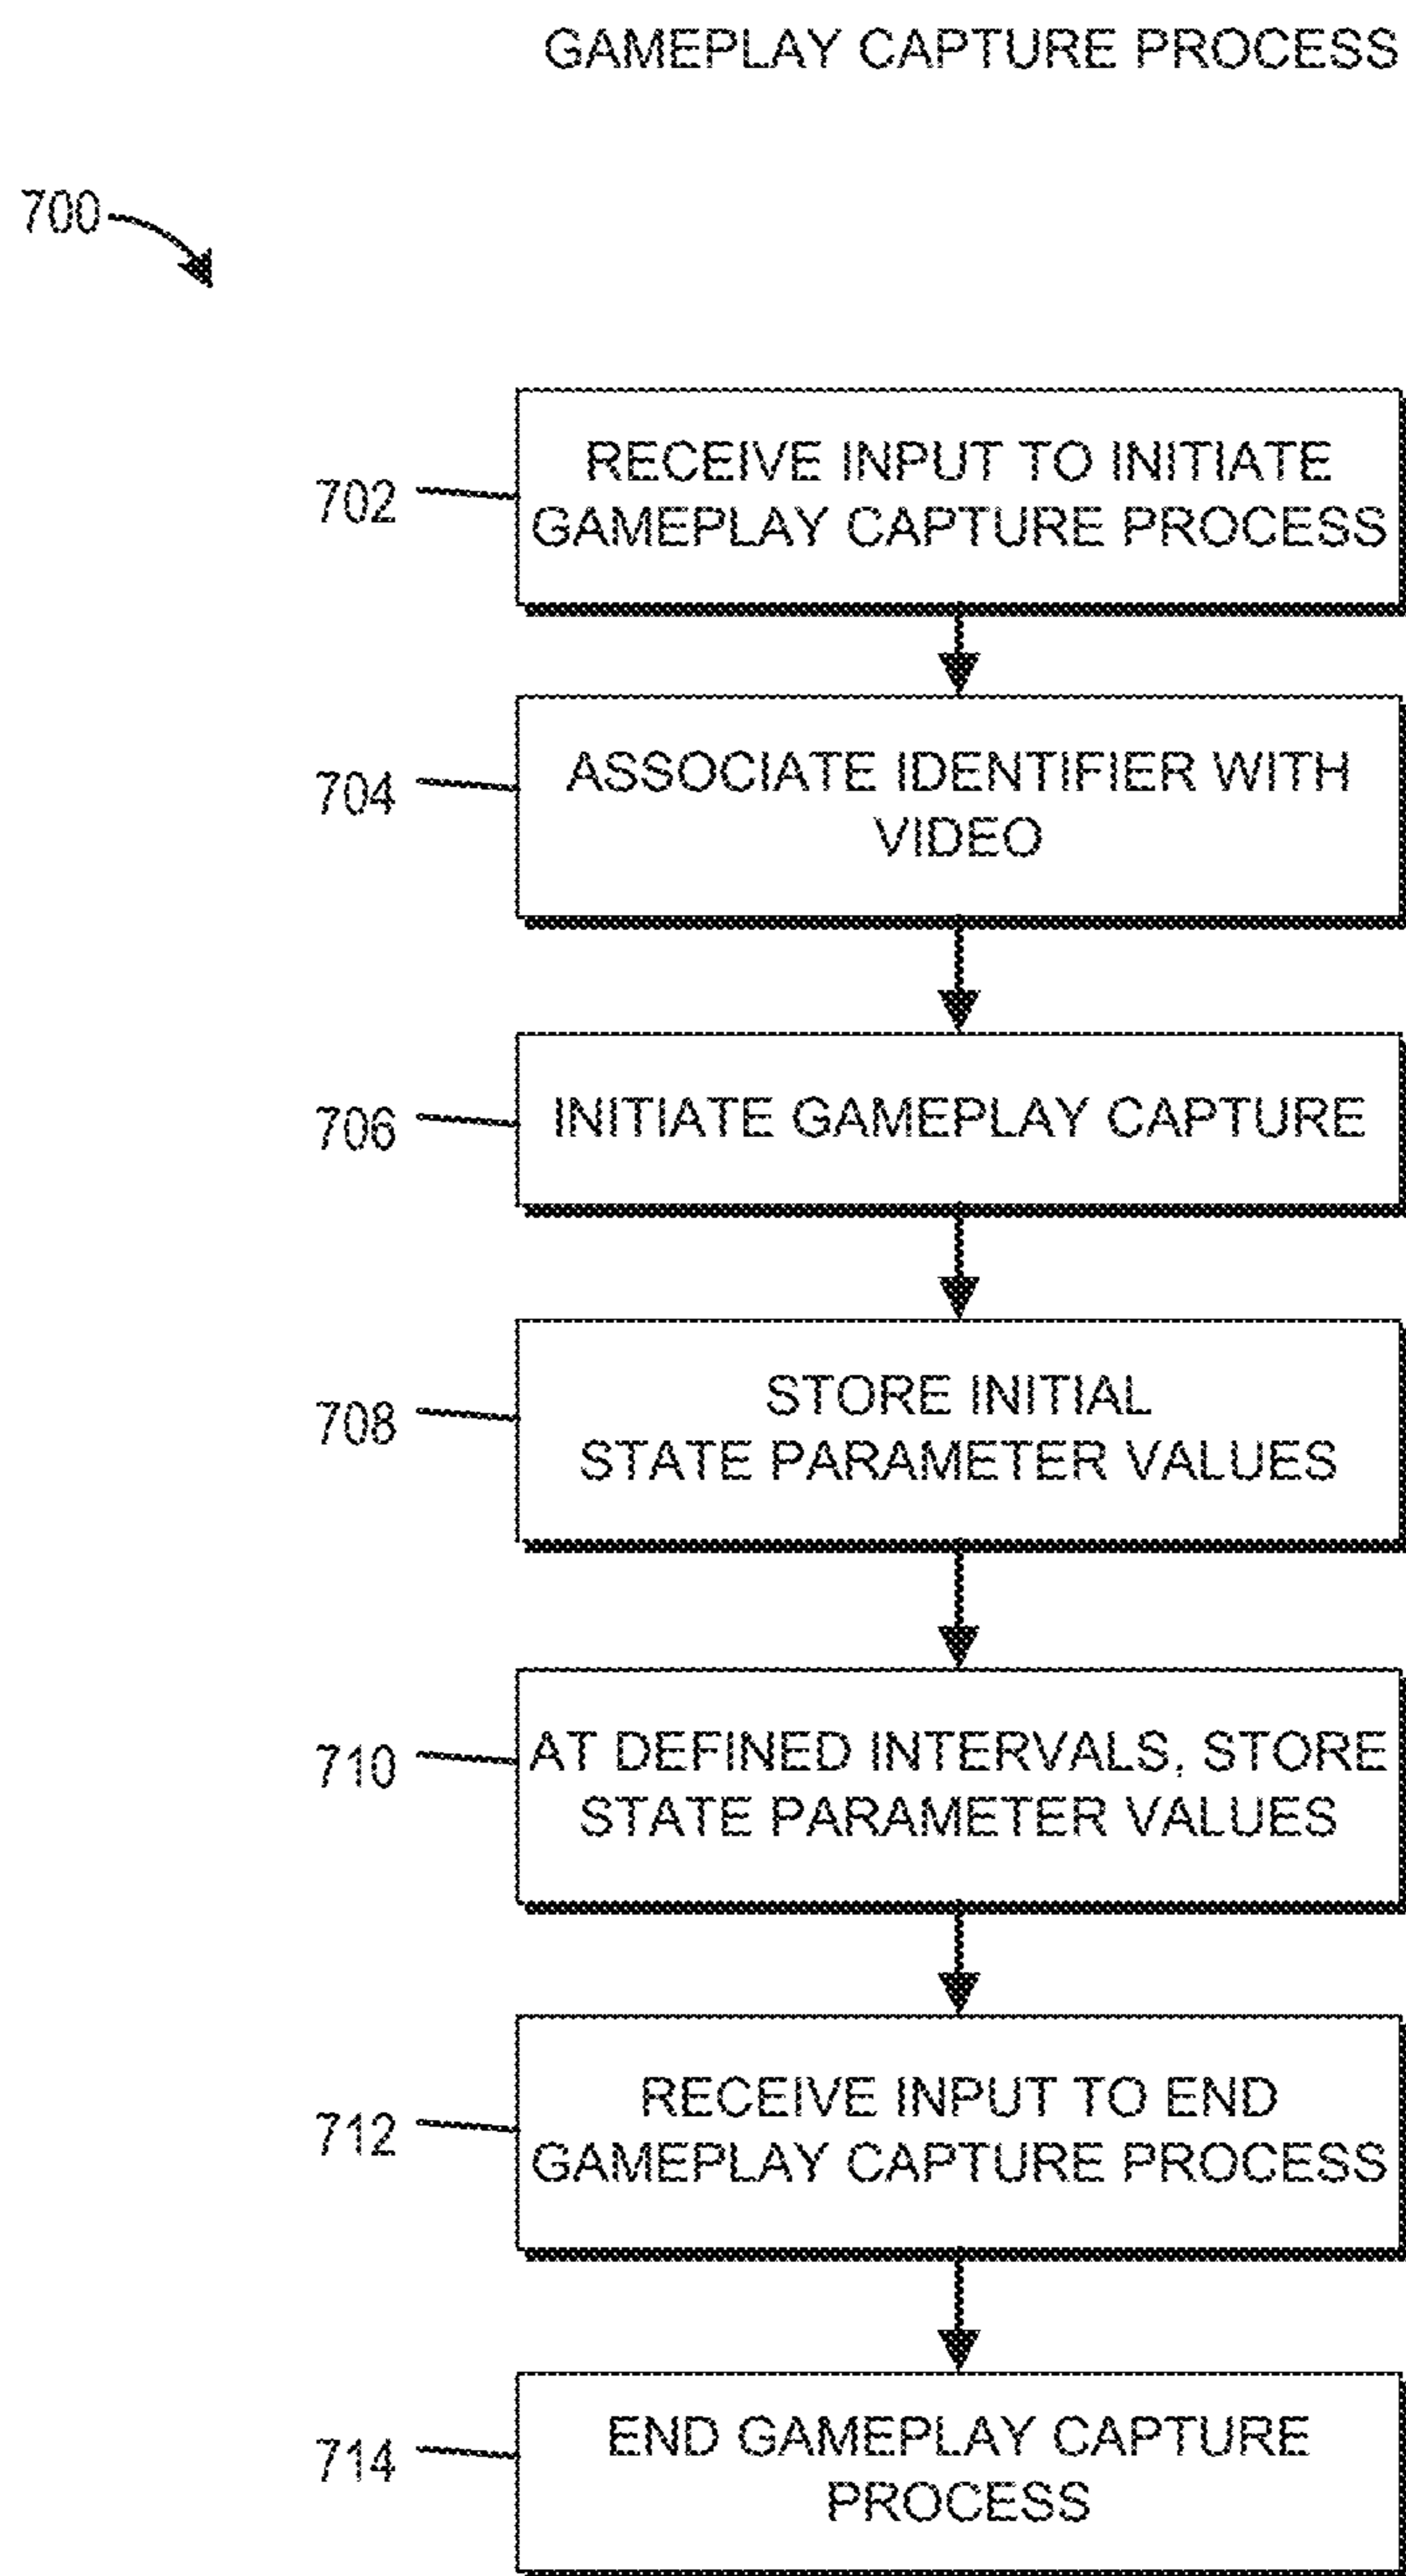 GAMEPLAY CAPTURE PROCESS
700
702
RECEIVE INPUT TO INITIATE
GAMEPLAY CAPTURE PROCESS
704
ASSOCIATE IDENTIFIER WITH
VIDEO
706
INITIATE GAMEPLAY CAPTURE
708
STORE INITIAL
STATE PARAMETER VALUES
710
AT DEFINED INTERVALS, STORE
STATE PARAMETER VALUES
712
RECEIVE INPUT TO END
GAMEPLAY CAPTURE PROCESS
714
END GAMEPLAY CAPTURE
PROCESS